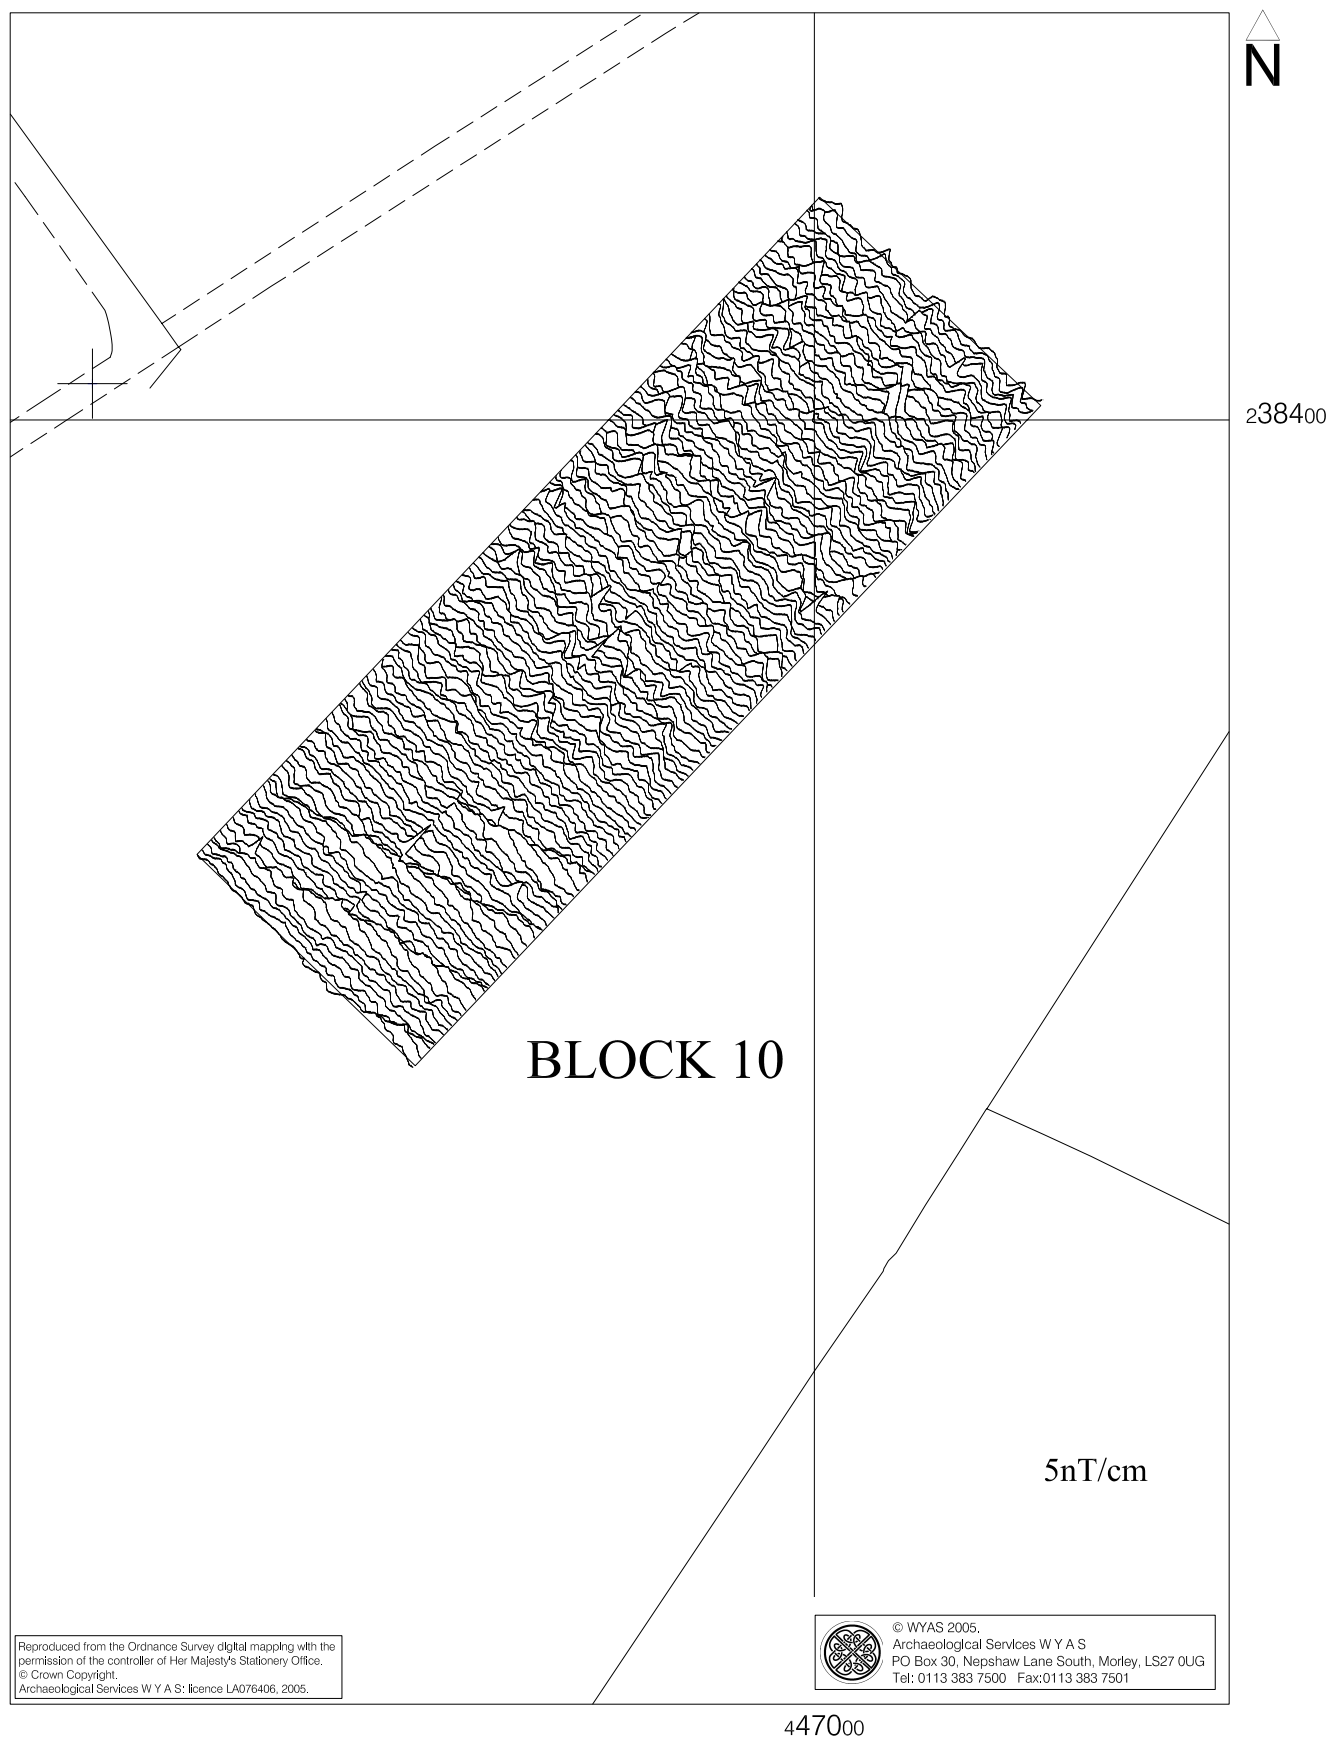 N
238400
BLOCK 10
5nT/cm
© WYAS 2005.
Archaeological Services W Y A S
PO Box 30, Nepshaw Lane South, Morley, LS27 0UG
Tel: 0113 383 7500 Fax:0113 383 7501
Reproduced from the Ordnance Survey digital mapping with the
permission of the controller of Her Majesty's Stationery Office.
© Crown Copyright.
Archaeological Services W Y A S: licence LA076406, 2005.
447000